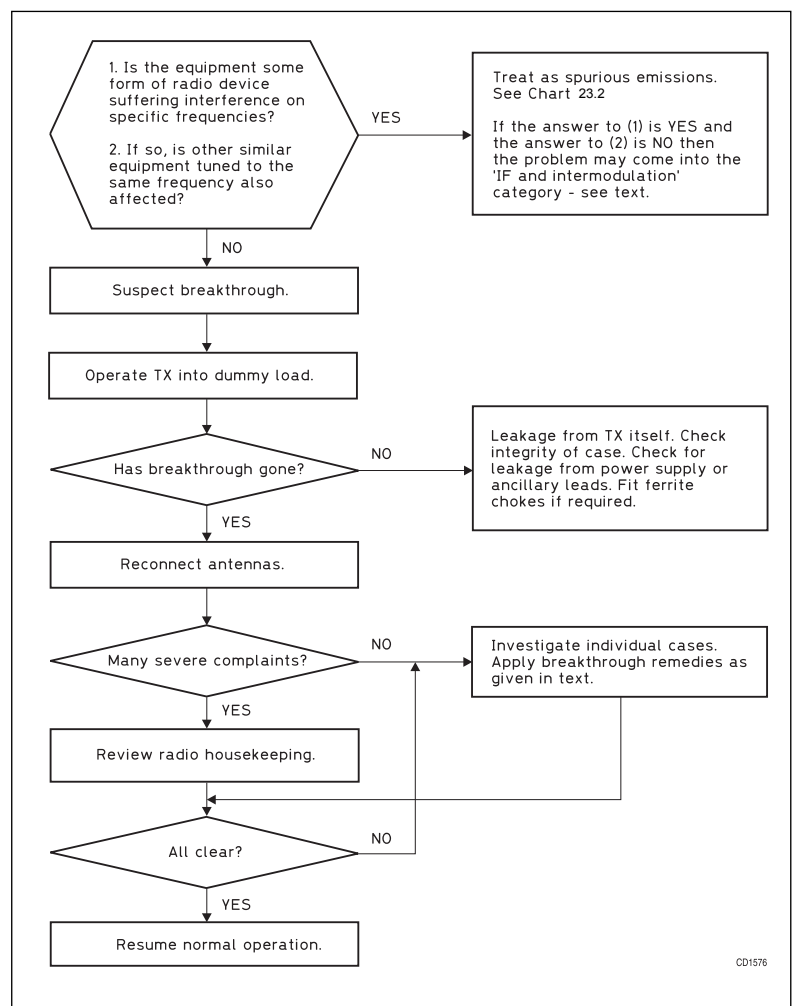 1. Is the equipment some
form of radio device
suffering interference on
specific frequencies?
2. If so, is other similar
equipment tuned to the
same frequency also
affected?
YES
Treat as spurious emissions.
See Chart 23.2
If the answer to (1) is YES and
the answer to (2) is NO then
the problem may come into the
'IF and intermodulation'
category - see text.
NO
Suspect breakthrough.
Operate TX into dummy load.
Has breakthrough gone?
NO
Leakage from TX itself. Check
integrity of case. Check for
leakage from power supply or
ancillary leads. Fit ferrite
chokes if required.
YES
Reconnect antennas.
Many severe complaints?
NO
Investigate individual cases.
Apply breakthrough remedies as
given in text.
YES
Review radio housekeeping.
All clear?
NO
YES
Resume normal operation.
CD1576